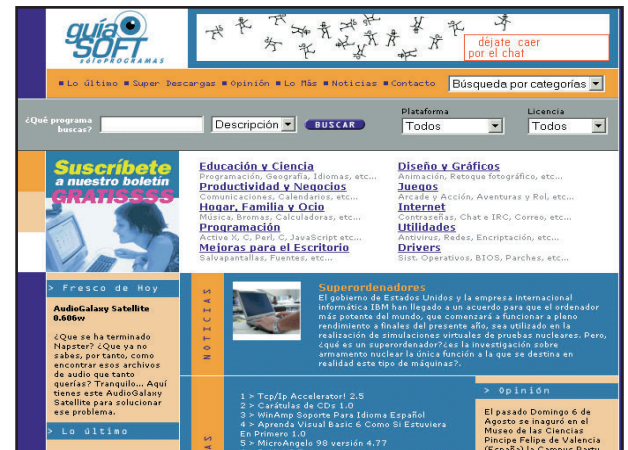 guía
SOFT
sóloPROGRAMAS
déjate caer
por el chat
Lo último Super Descargas Opinión Lo Más Noticias Contacto Búsqueda por categorías
¿Qué programa
buscas?
Descripción
BUSCAR
Plataforma
Todos
Licencia
Todos
Suscríbete
a nuestro boletín
GRATISSSS
Educación y Ciencia
Programación, Geografía, Idiomas, etc...
Productividad y Negocios
Comunicaciones, Calendarios, etc...
Hogar, Familia y Ocio
Música, Bromas, Calculadoras, etc...
Programación
Active X, C, Perl, C, JavaScript etc...
Mejoras para el Escritorio
Salvapantallas, Fuentes, etc...
Diseño y Gráficos
Animación, Retoque fotográfico, etc...
Juegos
Arcade y Acción, Aventuras y Rol, etc...
Internet
Contraseñas, Chat e IRC, Correo, etc...
Utilidades
Antivirus, Redes, Encriptación, etc...
Drivers
Sist. Operativos, BIOS, Parches, etc...
> Fresco de Hoy
AudioGalaxy Satellite
0.606w
¿Que se ha terminado
Napster? ¿Que ya no
sabes, por tanto, como
encontrar esos archivos
de audio que tanto
querías? Tranquilo... Aquí
tienes este AudioGalaxy
Satellite para solucionar
ese problema.
> Lo último
NOTICIAS
Superordenadores
El gobierno de Estados Unidos y la empresa internacional
informática IBM han llegado a un acuerdo para que el ordenador
más potente del mundo, que comenzará a funcionar a pleno
rendimiento a finales del presente año, sea utilizado en la
realización de simulaciones virtuales de pruebas nucleares. Pero,
¿qué es un superordenador?¿es la investigación sobre
armamento nuclear la única función a la que se destina en
realidad este tipo de máquinas?.
AS
1 > Tcp/Ip Accelerator! 2.5
2 > Carátulas de CDs 1.0
3 > WinAmp Soporte Para Idioma Español
4 > Aprenda Visual Basic 6 Como Si Estuviera
En Primero 1.0
5 > MicroAngelo 98 versión 4.77
> Opinión
El pasado Domingo 6 de
Agosto se inaguró en el
Museo de las Ciencias
Pincipe Felipe de Valencia
(España) la Campus Party